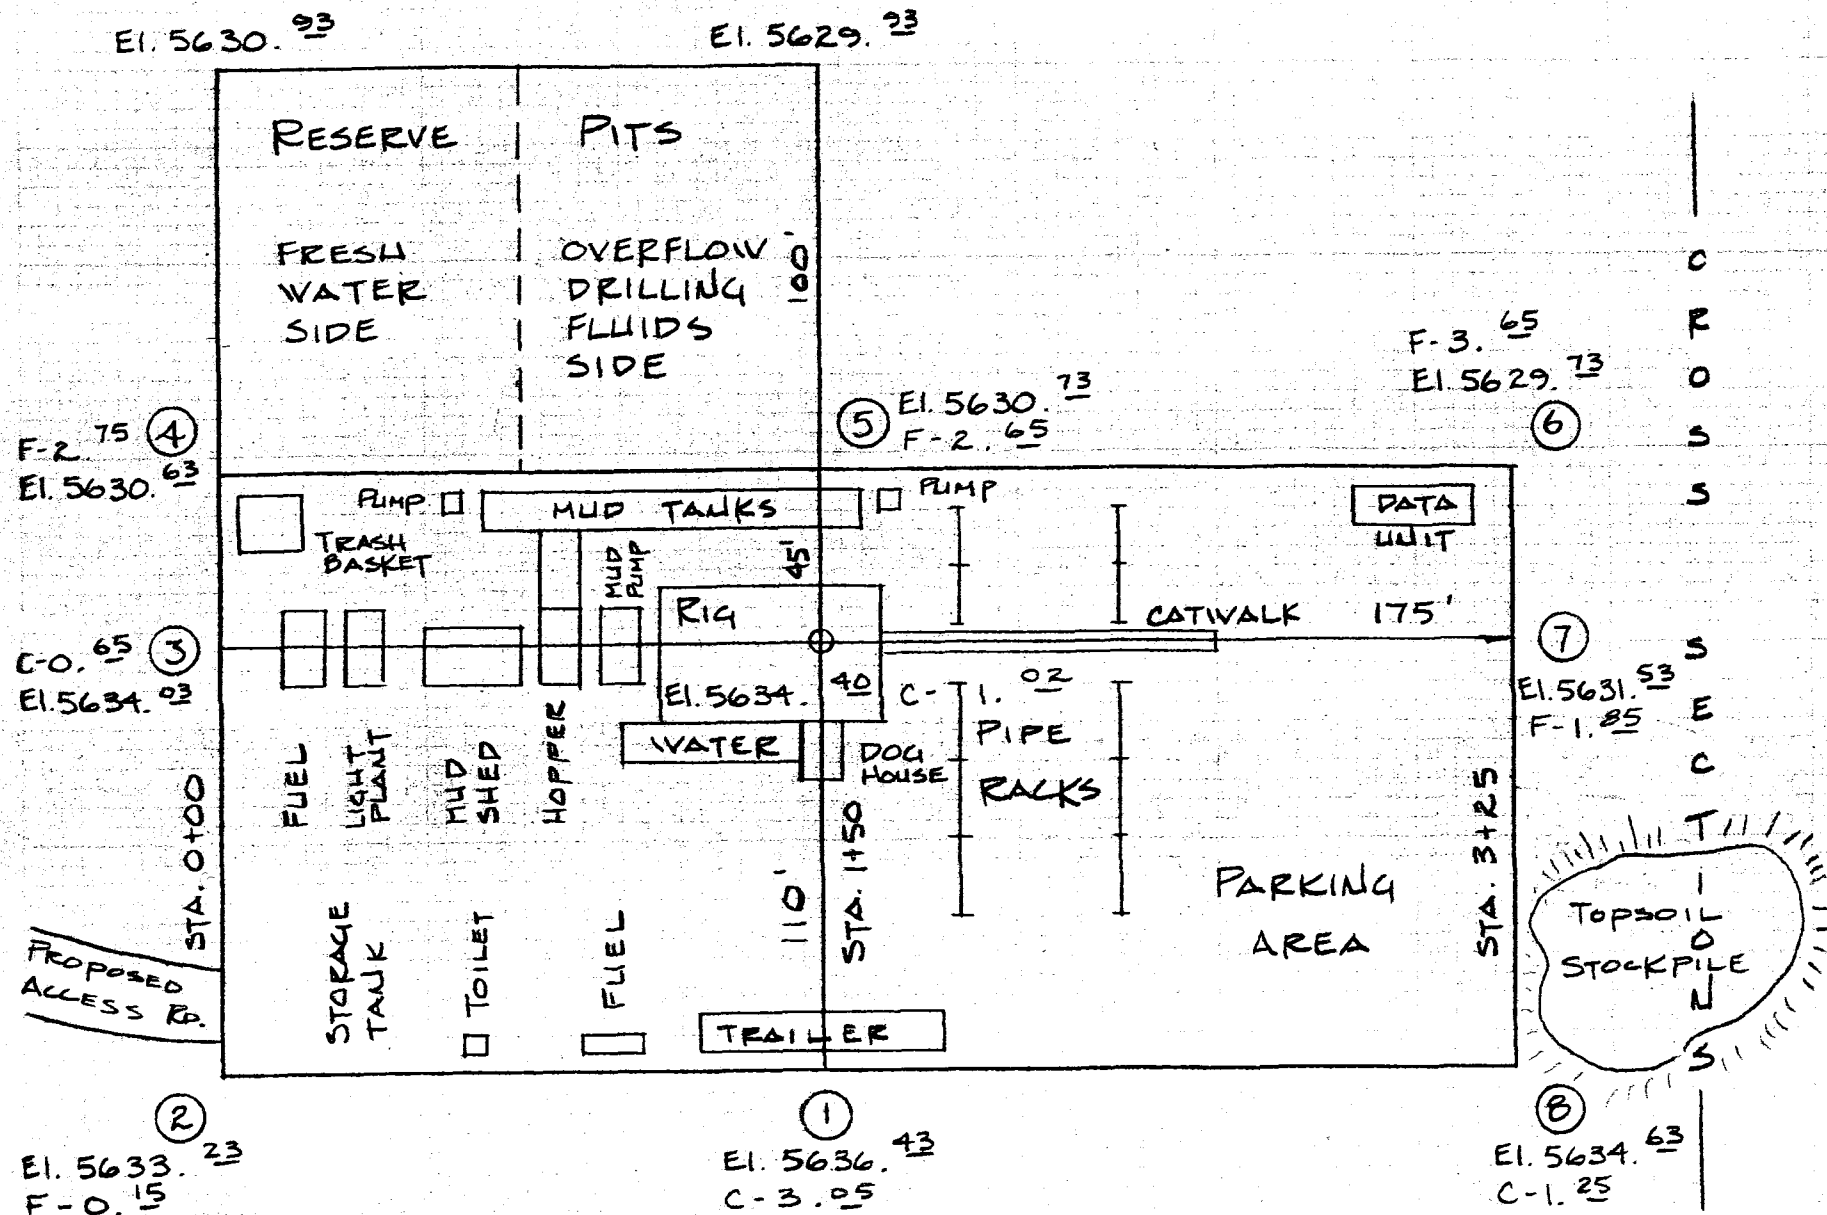 El. 5630.93
El. 5629.93
RESERVE PITS
FRESH
WATER
SIDE
OVERFLOW
DRILLING
FLUIDS
SIDE
100'
CROSS SECTIONS
F-3.65
El. 5629.73
6
4
F-2.75
El. 5630.63
5
El. 5630.73
F-2.65
TRASH
BASKET
PUMP
MUD TANKS
PUMP
DATA
UNIT
MUD
PUMP
45'
RIG
CATWALK
175'
3
C-0.65
El. 5634.03
El. 5634.40
C-1.02
7
El. 5631.53
F-1.85
WATER
DOG
HOUSE
PIPE
RACKS
FUEL
LIGHT
PLANT
MUD
SHED
HOPPER
STA. 0+00
110'
STA. 1+50
STA. 3+25
PARKING
AREA
TOPSOIL
STOCKPILE
PROPOSED
ACCESS RD.
STORAGE
TANK
TOILET
FUEL
TRAILER
2
El. 5633.23
F-0.15
1
El. 5636.43
C-3.05
8
El. 5634.63
C-1.25